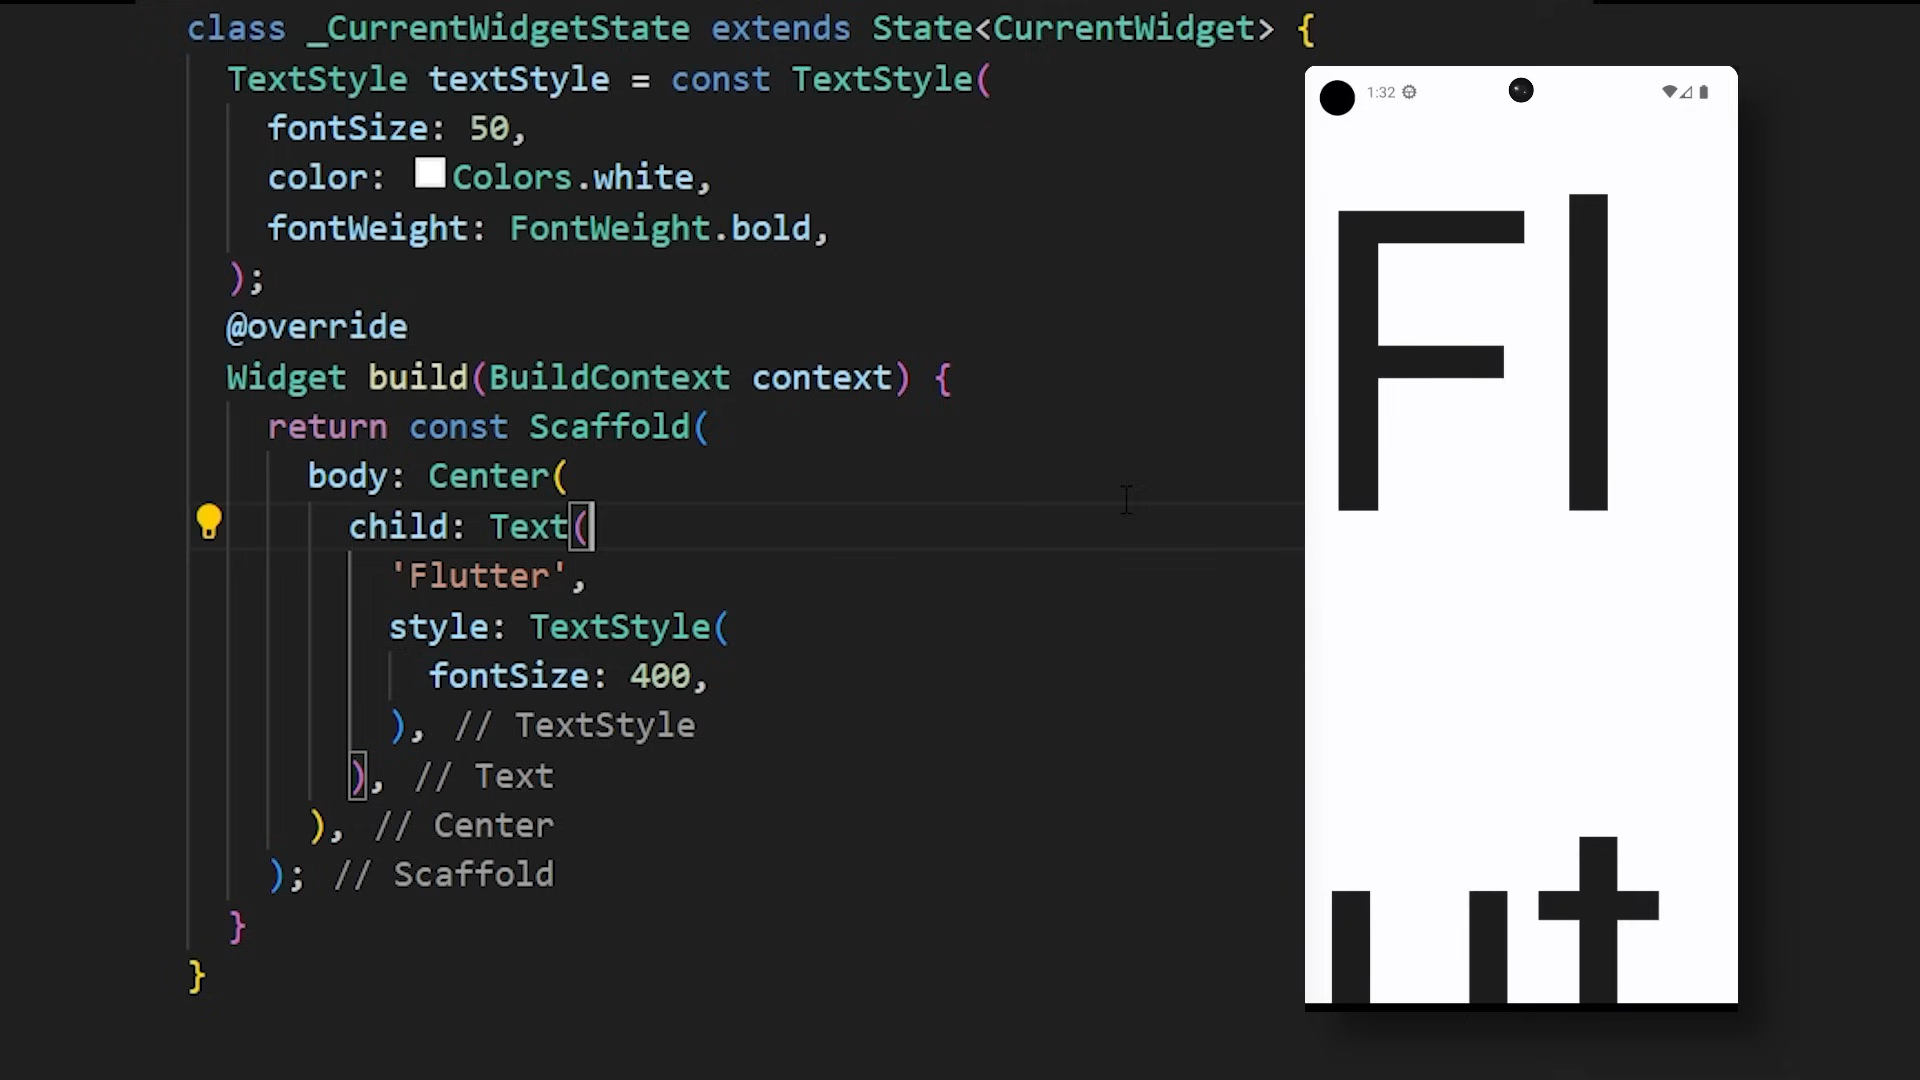 class _CurrentWidgetState extends State<CurrentWidget> {
TextStyle textStyle = const TextStyle(
fontSize: 50,
color: Colors.white,
fontWeight: FontWeight.bold,
);
@override
Widget build(BuildContext context) {
return const Scaffold(
body: Center(
child: Text(
'Flutter',
style: TextStyle(
fontSize: 400,
), // TextStyle
), // Text
), // Center
); // Scaffold
}
}
1:32
Fl
ut